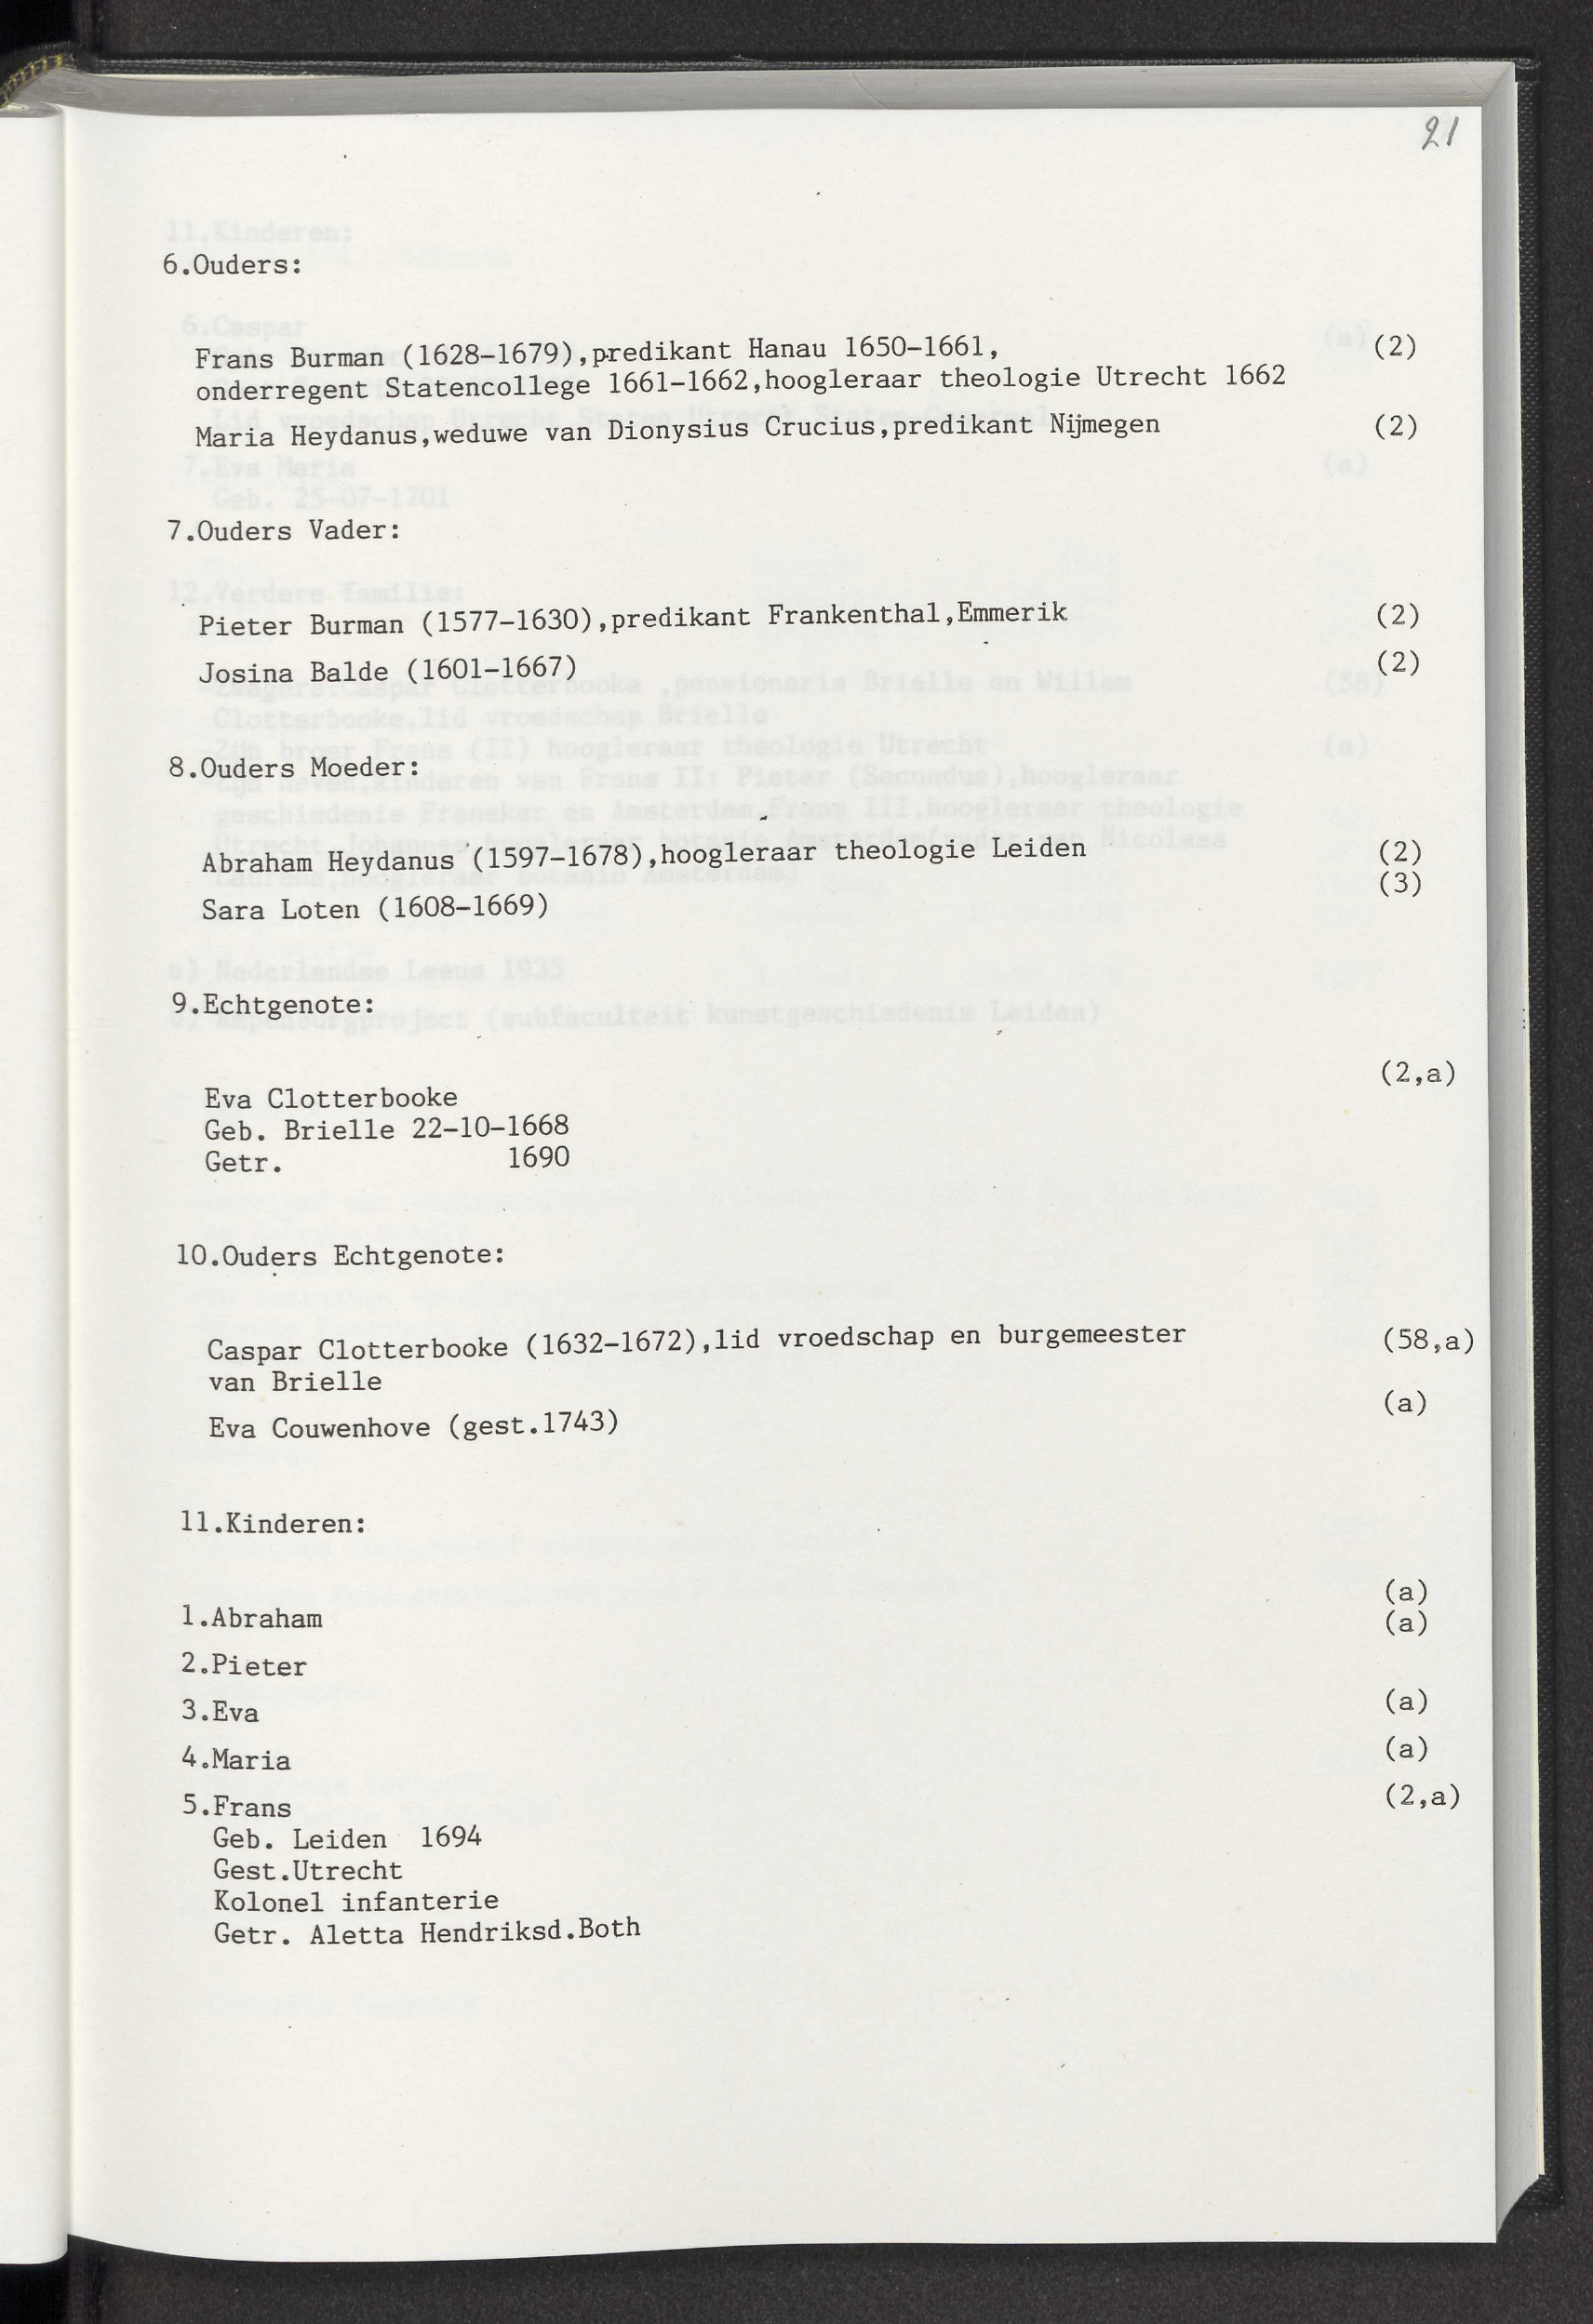 21
6.Ouders:
Frans Burman (1628-1679),predikant Hanau 1650-1661, (2)
onderregent Statencollege 1661-1662,hoogleraar theologie Utrecht 1662
Maria Heydanus,weduwe van Dionysius Crucius,predikant Nijmegen (2)
7.Ouders Vader:
Pieter Burman (1577-1630),predikant Frankenthal,Emmerik (2)
Josina Balde (1601-1667) (2)
8.Ouders Moeder:
Abraham Heydanus (1597-1678),hoogleraar theologie Leiden (2)
(3)
Sara Loten (1608-1669)
9.Echtgenote:
(2,a)
Eva Clotterbooke
Geb. Brielle 22-10-1668
Getr. 1690
10.Ouders Echtgenote:
Caspar Clotterbooke (1632-1672),lid vroedschap en burgemeester (58,a)
van Brielle
(a)
Eva Couwenhove (gest.1743)
11.Kinderen:
(a)
1.Abraham (a)
2.Pieter
3.Eva (a)
4.Maria (a)
5.Frans (2,a)
Geb. Leiden 1694
Gest.Utrecht
Kolonel infanterie
Getr. Aletta Hendriksd.Both